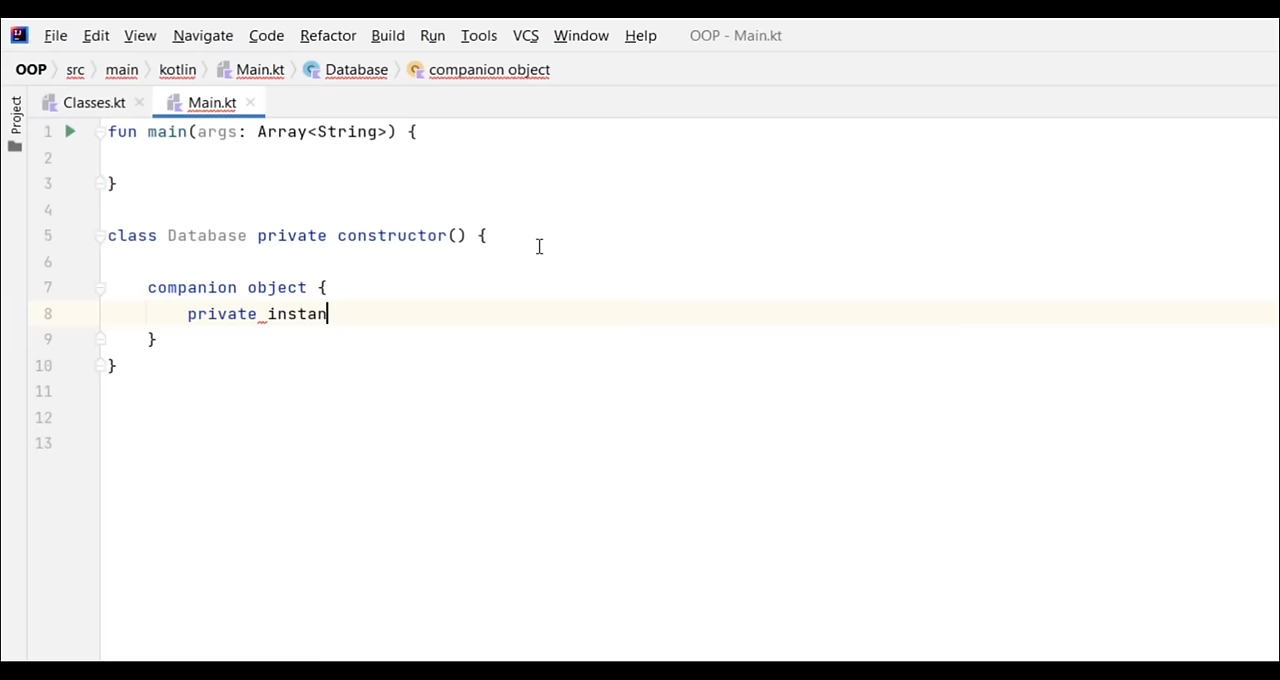 File Edit View Navigate Code Refactor Build Run Tools VCS Window Help OOP - Main.kt
OOP src main kotlin Main.kt Database companion object
Project
Classes.kt Main.kt
1 fun main(args: Array<String>) {
2
3 }
4
5 class Database private constructor() {
6
7 companion object {
8 private instan
9 }
10 }
11
12
13